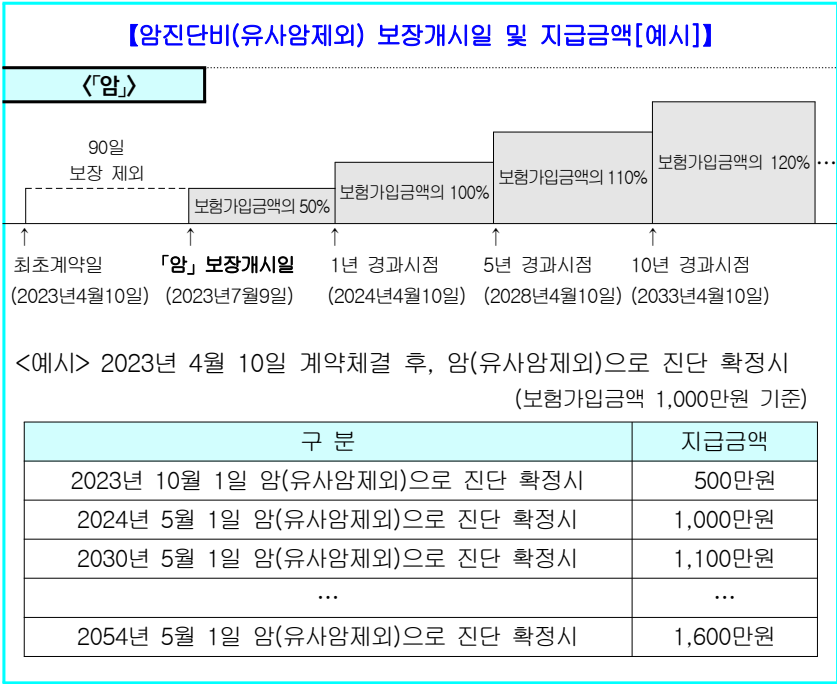 【암진단비(유사암제외) 보장개시일 및 지급금액[예시]】
<「암」>
90일
보장 제외
보험가입금액의 50%
보험가입금액의 100%
보험가입금액의 110%
보험가입금액의 120%
…
↑ ↑ ↑ ↑ ↑
최초계약일 「암」 보장개시일 1년 경과시점 5년 경과시점 10년 경과시점
(2023년4월10일) (2023년7월9일) (2024년4월10일) (2028년4월10일) (2033년4월10일)
<예시> 2023년 4월 10일 계약체결 후, 암(유사암제외)으로 진단 확정시
(보험가입금액 1,000만원 기준)
구 분 지급금액
2023년 10월 1일 암(유사암제외)으로 진단 확정시 500만원
2024년 5월 1일 암(유사암제외)으로 진단 확정시 1,000만원
2030년 5월 1일 암(유사암제외)으로 진단 확정시 1,100만원
… …
2054년 5월 1일 암(유사암제외)으로 진단 확정시 1,600만원